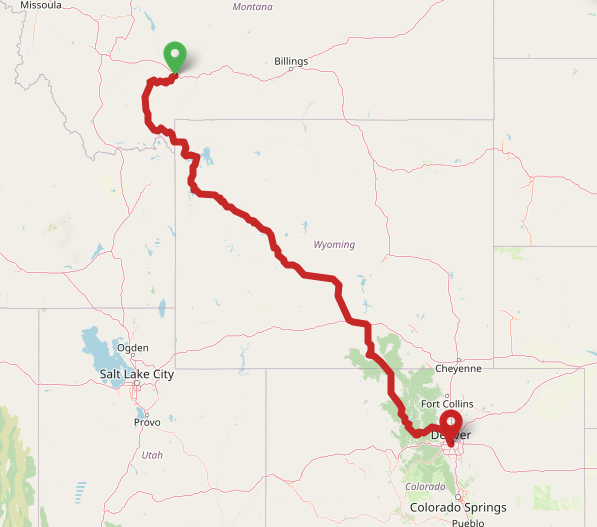 Missoula
Montana
Billings
Wyoming
Ogden
Salt Lake City
Cheyenne
Fort Collins
Provo
Denver
Utah
Colorado
Colorado Springs
Pueblo